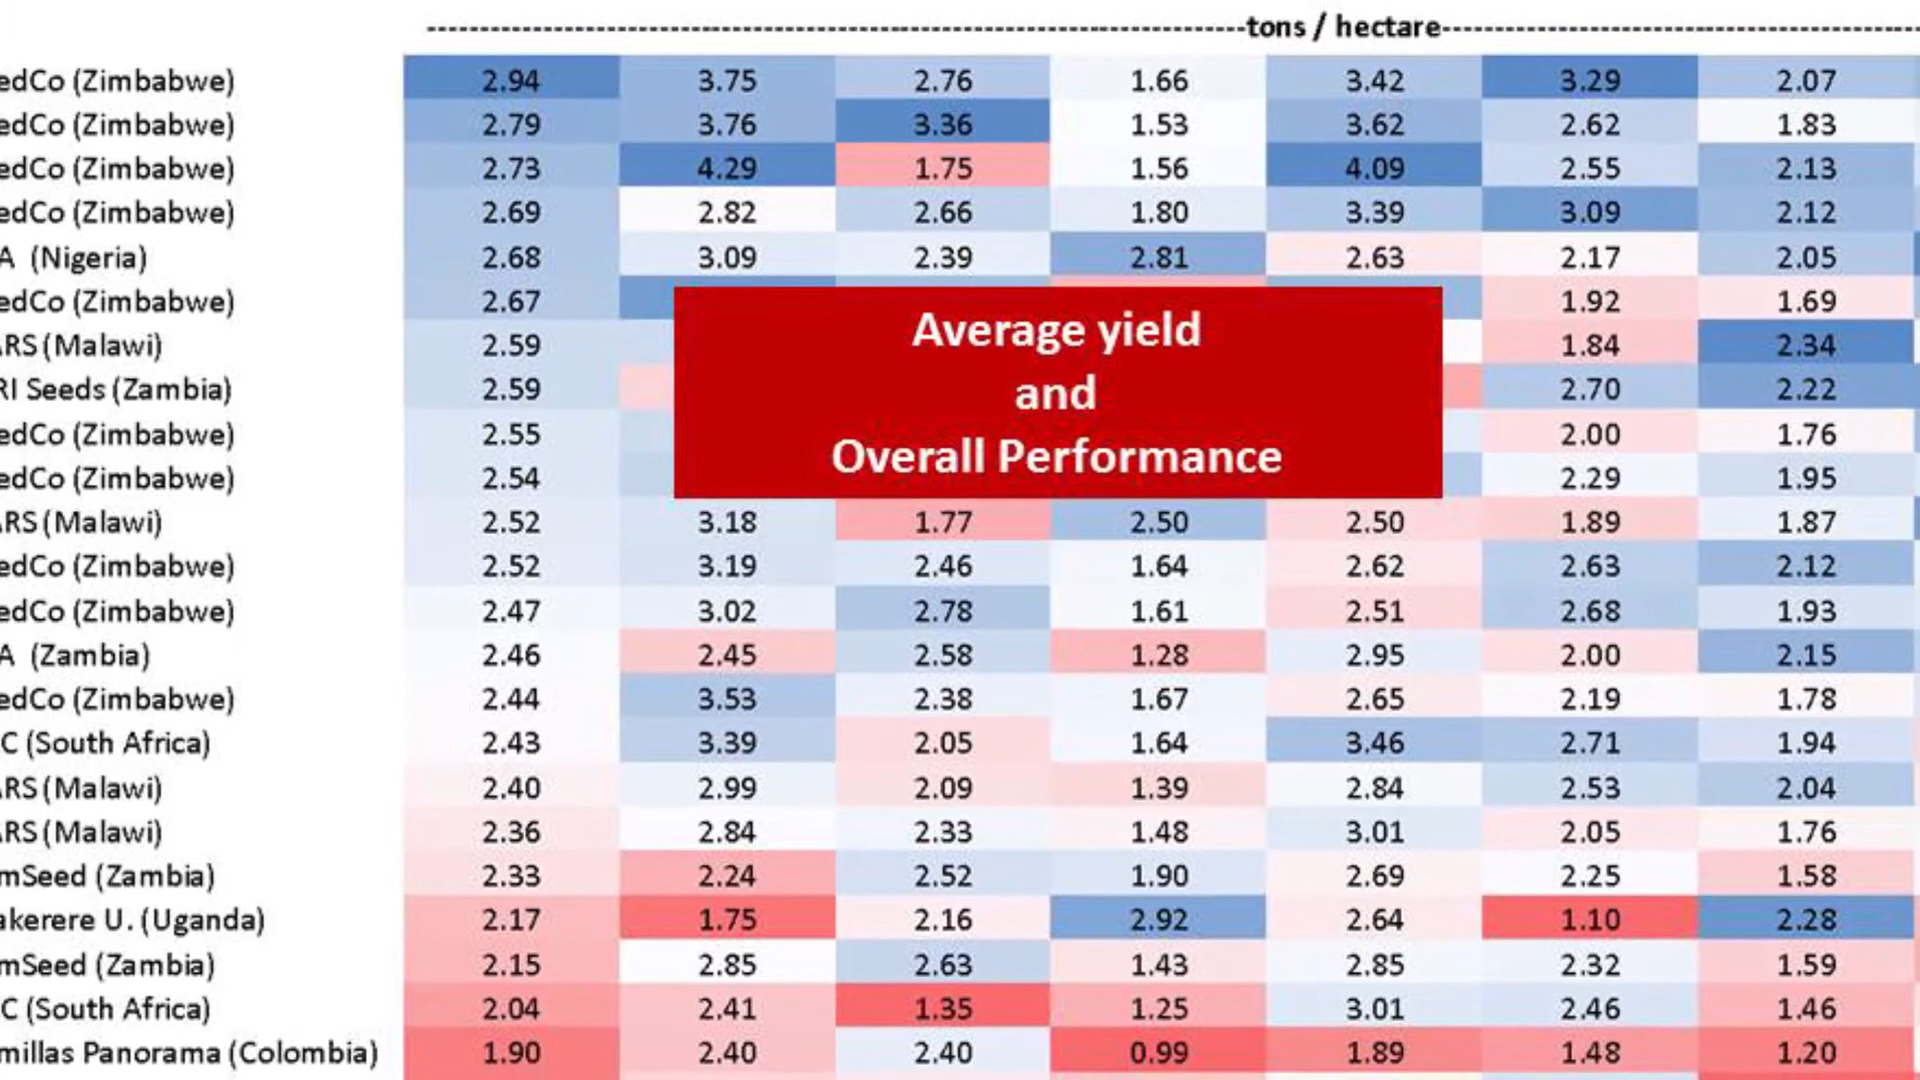 tons / hectare
edCo (Zimbabwe) 2.94 3.75 2.76 1.66 3.42 3.29 2.07
edCo (Zimbabwe) 2.79 3.76 3.36 1.53 3.62 2.62 1.83
edCo (Zimbabwe) 2.73 4.29 1.75 1.56 4.09 2.55 2.13
edCo (Zimbabwe) 2.69 2.82 2.66 1.80 3.39 3.09 2.12
A (Nigeria) 2.68 3.09 2.39 2.81 2.63 2.17 2.05
edCo (Zimbabwe) 2.67 1.92 1.69
ARS (Malawi) 2.59 1.84 2.34
RI Seeds (Zambia) 2.59 2.70 2.22
edCo (Zimbabwe) 2.55 2.00 1.76
edCo (Zimbabwe) 2.54 2.29 1.95
Average yield
and
Overall Performance
ARS (Malawi) 2.52 3.18 1.77 2.50 2.50 1.89 1.87
edCo (Zimbabwe) 2.52 3.19 2.46 1.64 2.62 2.63 2.12
edCo (Zimbabwe) 2.47 3.02 2.78 1.61 2.51 2.68 1.93
A (Zambia) 2.46 2.45 2.58 1.28 2.95 2.00 2.15
edCo (Zimbabwe) 2.44 3.53 2.38 1.67 2.65 2.19 1.78
C (South Africa) 2.43 3.39 2.05 1.64 3.46 2.71 1.94
ARS (Malawi) 2.40 2.99 2.09 1.39 2.84 2.53 2.04
ARS (Malawi) 2.36 2.84 2.33 1.48 3.01 2.05 1.76
mSeed (Zambia) 2.33 2.24 2.52 1.90 2.69 2.25 1.58
akerere U. (Uganda) 2.17 1.75 2.16 2.92 2.64 1.10 2.28
mSeed (Zambia) 2.15 2.85 2.63 1.43 2.85 2.32 1.59
C (South Africa) 2.04 2.41 1.35 1.25 3.01 2.46 1.46
millas Panorama (Colombia) 1.90 2.40 2.40 0.99 1.89 1.48 1.20